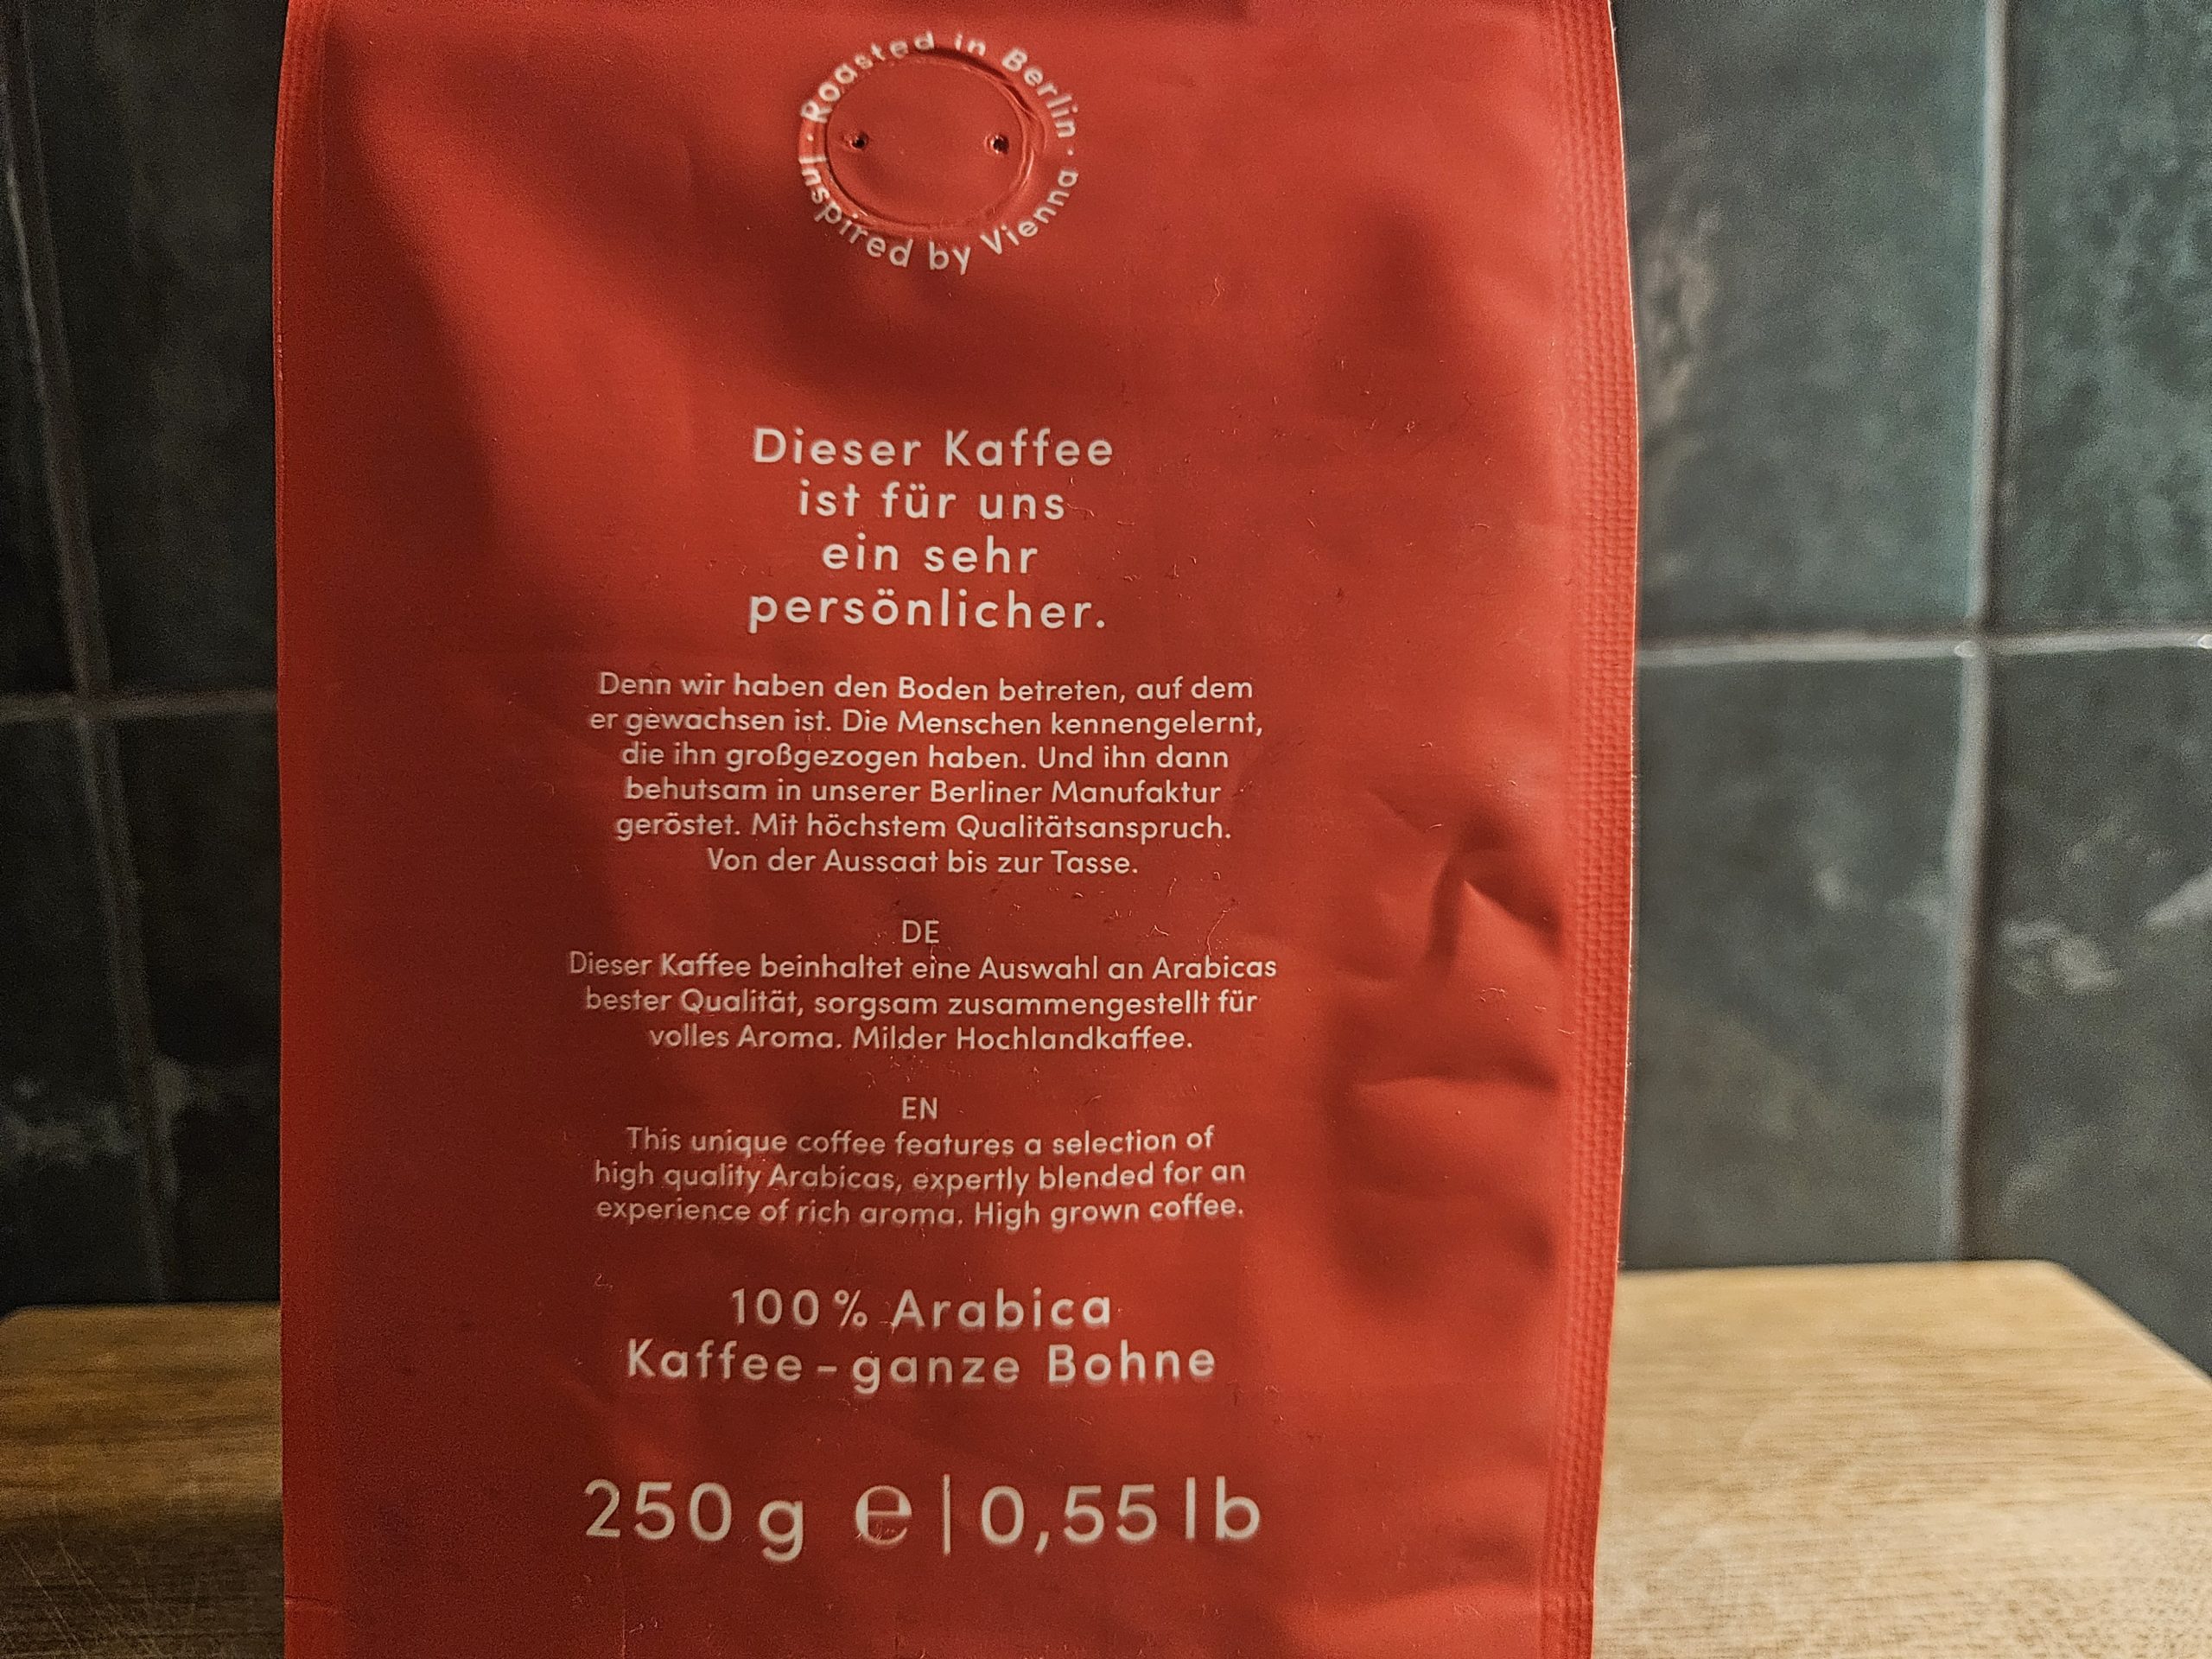 Roasted in Berlin · Inspired by Vienna ·
Dieser Kaffee
ist für uns
ein sehr
persönlicher.
Denn wir haben den Boden betreten, auf dem
er gewachsen ist. Die Menschen kennengelernt,
die ihn großgezogen haben. Und ihn dann
behutsam in unserer Berliner Manufaktur
geröstet. Mit höchstem Qualitätsanspruch.
Von der Aussaat bis zur Tasse.
DE
Dieser Kaffee beinhaltet eine Auswahl an Arabicas
bester Qualität, sorgsam zusammengestellt für
volles Aroma. Milder Hochlandkaffee.
EN
This unique coffee features a selection of
high quality Arabicas, expertly blended for an
experience of rich aroma. High grown coffee.
100 % Arabica
Kaffee – ganze Bohne
250 g ℮ | 0,55 lb